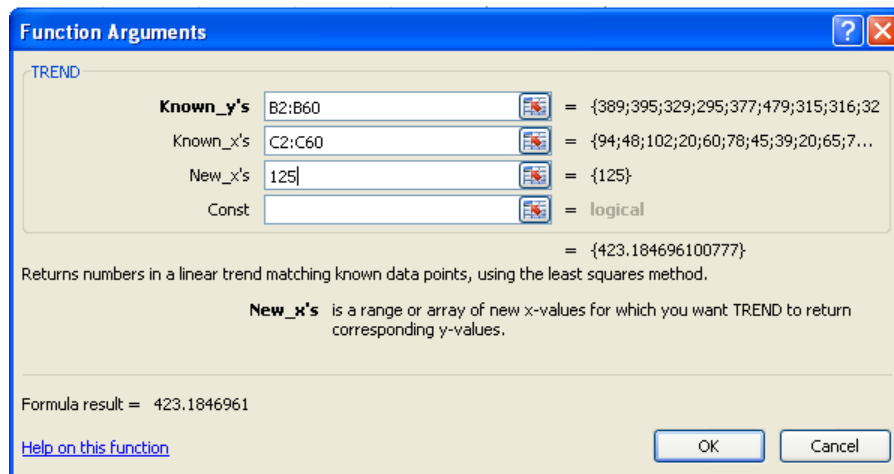 Function Arguments
TREND
Known_y's B2:B60 = {389;395;329;295;377;479;315;316;32
Known_x's C2:C60 = {94;48;102;20;60;78;45;39;20;65;7...
New_x's 125 = {125}
Const = logical
= {423.184696100777}
Returns numbers in a linear trend matching known data points, using the least squares method.
New_x's is a range or array of new x-values for which you want TREND to return
corresponding y-values.
Formula result = 423.1846961
Help on this function OK Cancel